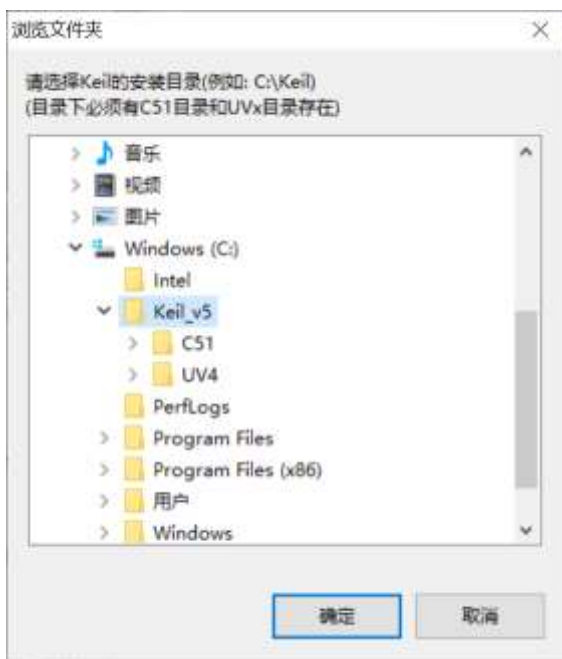 浏览文件夹
请选择Keil的安装目录(例如: C:\Keil)
(目录下必须有C51目录和UVx目录存在)
音乐
视频
图片
Windows (C:)
Intel
Keil_v5
C51
UV4
PerfLogs
Program Files
Program Files (x86)
用户
Windows
确定
取消